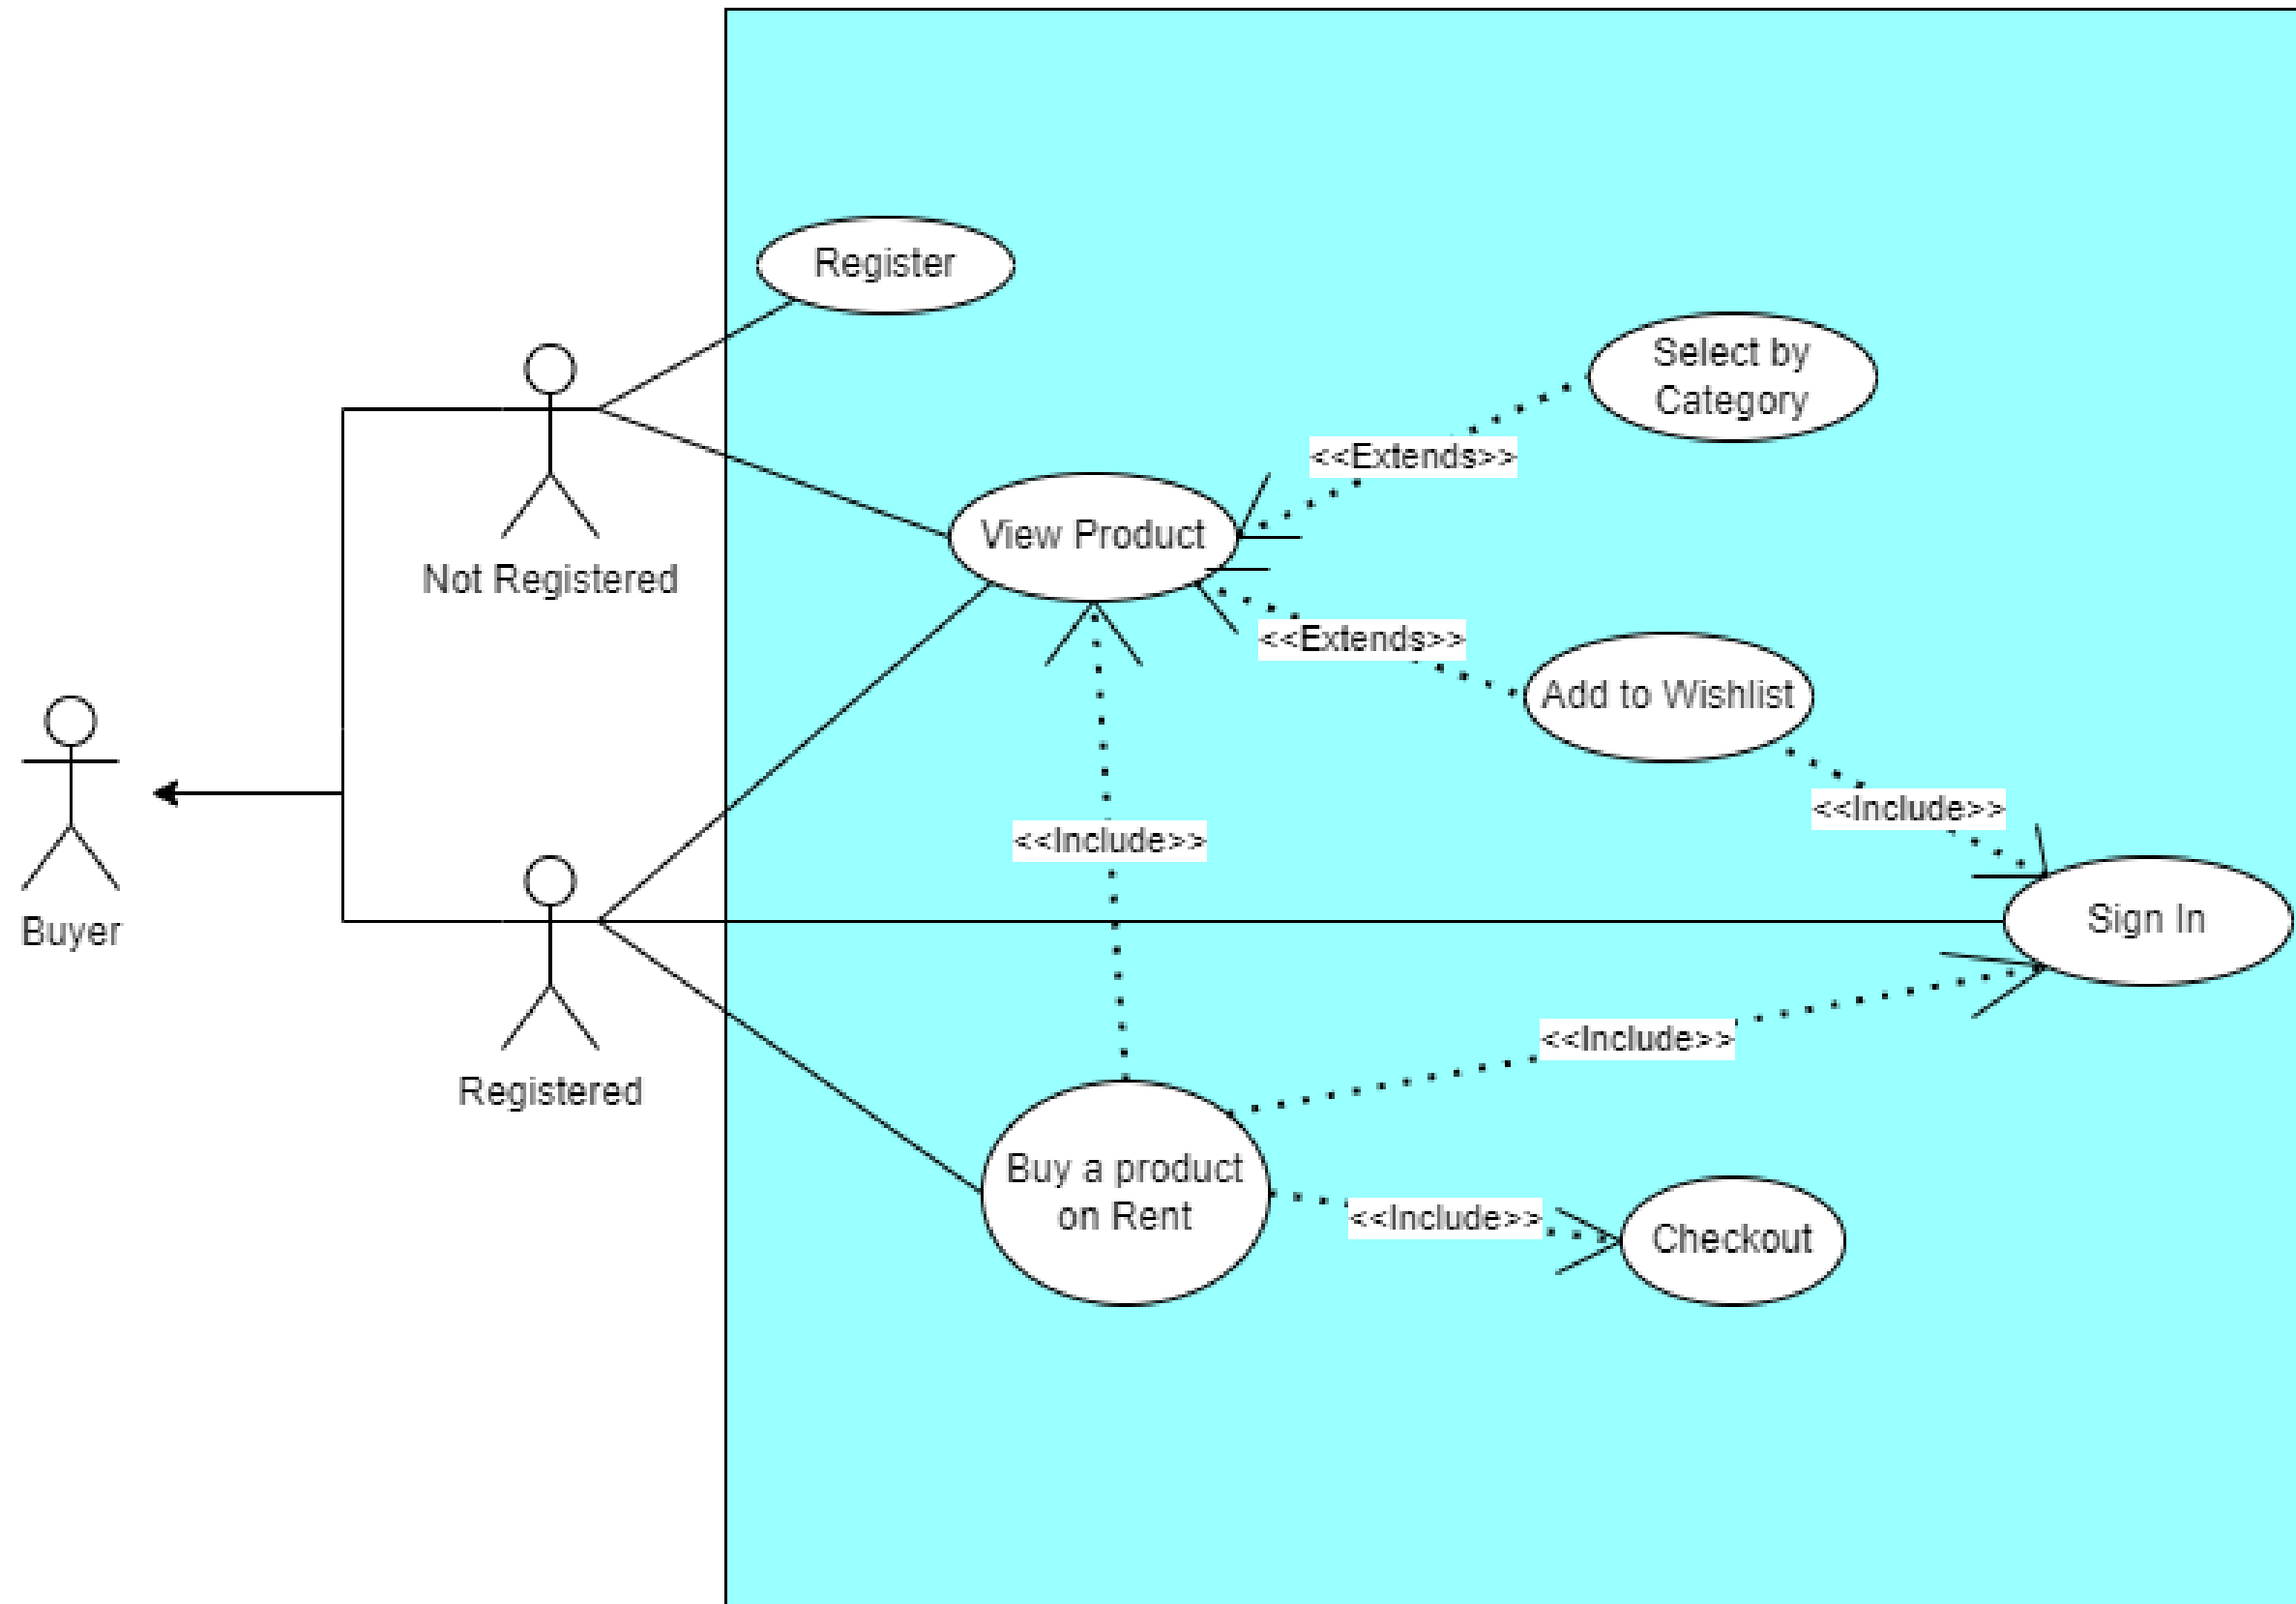 Register
Select by
Category
<<Extends>>
View Product
Not Registered
<<Extends>>
Add to Wishlist
<<Include>>
<<Include>>
Buyer
Sign In
<<Include>>
Registered
Buy a product
on Rent
<<Include>>
Checkout